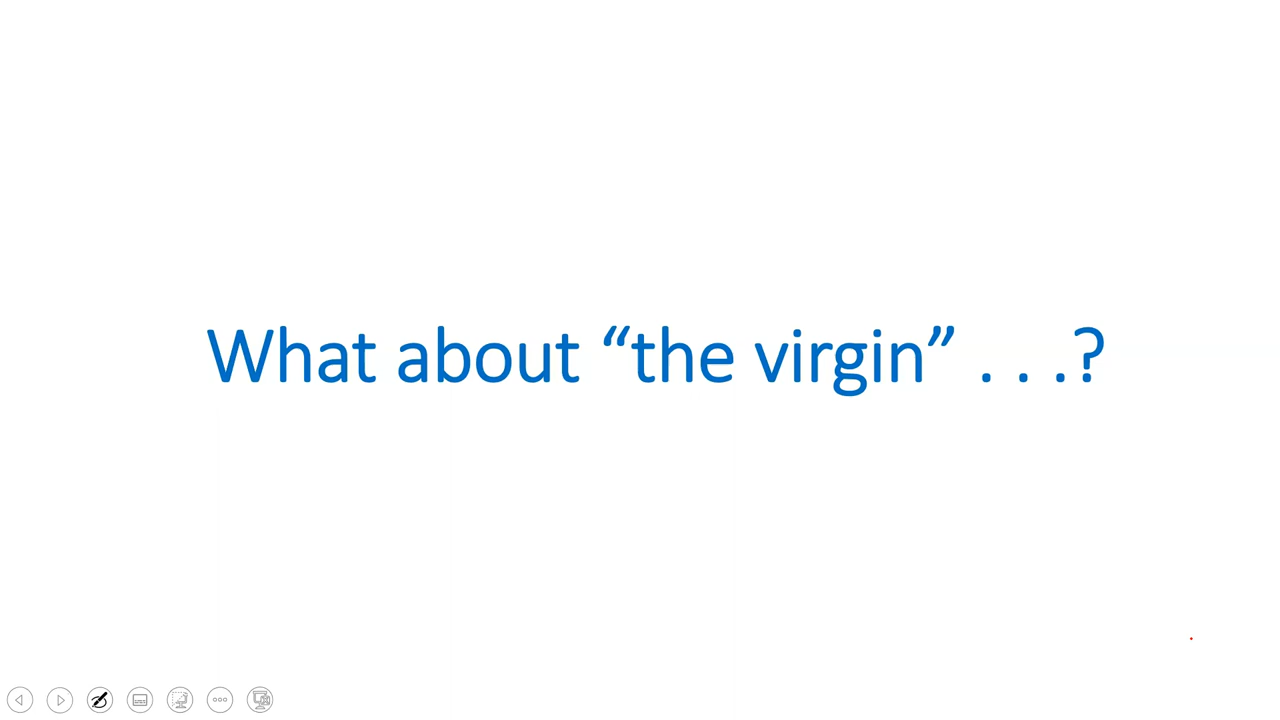 What about “the virgin” . . .?